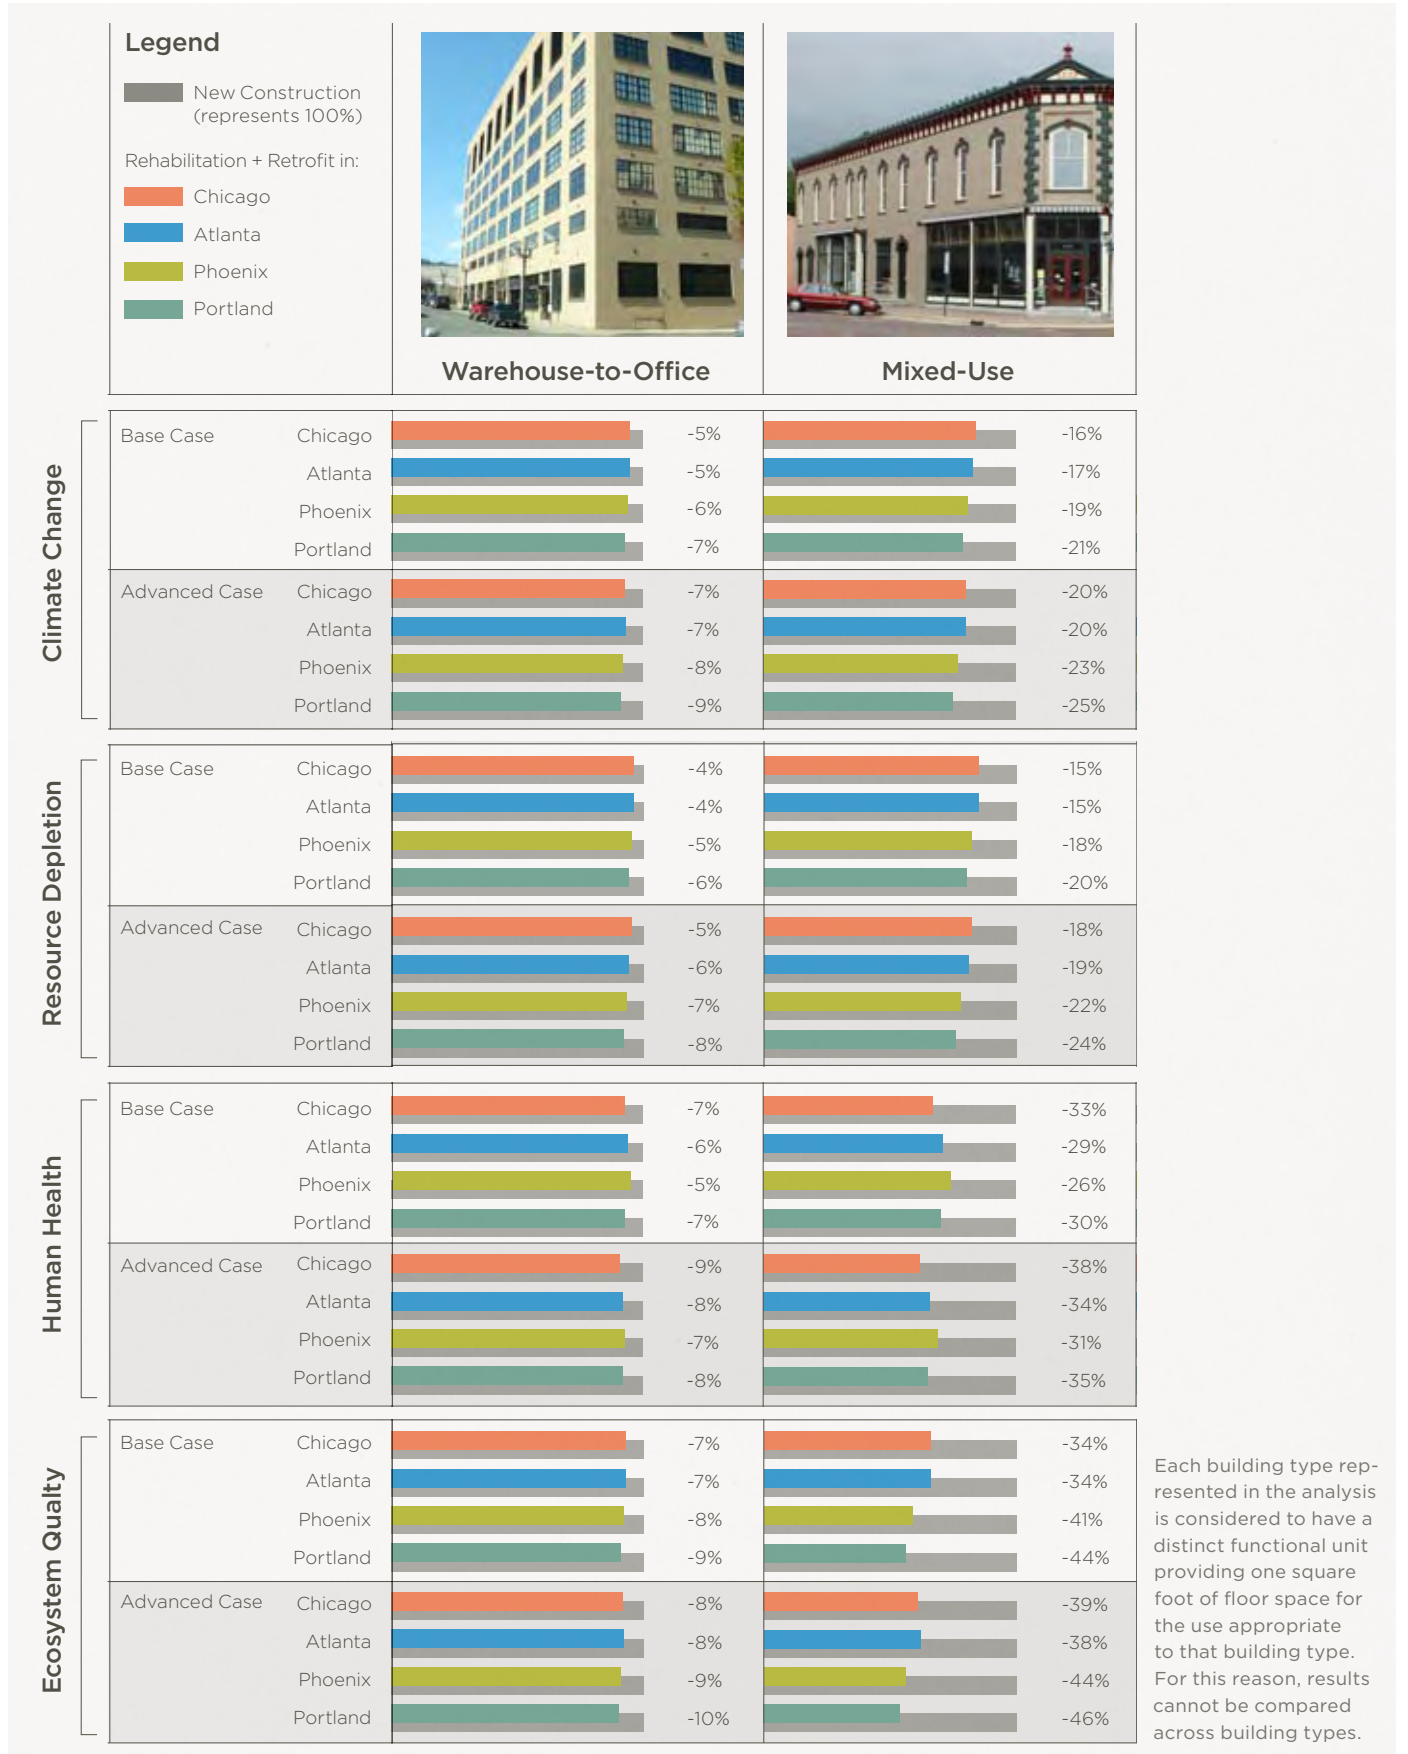 Legend
New Construction
(represents 100%)
Rehabilitation + Retrofit in:
Chicago
Atlanta
Phoenix
Portland
Warehouse-to-Office
Mixed-Use
Climate Change
Base Case Chicago -5% -16%
Atlanta -5% -17%
Phoenix -6% -19%
Portland -7% -21%
Advanced Case Chicago -7% -20%
Atlanta -7% -20%
Phoenix -8% -23%
Portland -9% -25%
Resource Depletion
Base Case Chicago -4% -15%
Atlanta -4% -15%
Phoenix -5% -18%
Portland -6% -20%
Advanced Case Chicago -5% -18%
Atlanta -6% -19%
Phoenix -7% -22%
Portland -8% -24%
Human Health
Base Case Chicago -7% -33%
Atlanta -6% -29%
Phoenix -5% -26%
Portland -7% -30%
Advanced Case Chicago -9% -38%
Atlanta -8% -34%
Phoenix -7% -31%
Portland -8% -35%
Ecosystem Qualty
Base Case Chicago -7% -34%
Atlanta -7% -34%
Phoenix -8% -41%
Portland -9% -44%
Advanced Case Chicago -8% -39%
Atlanta -8% -38%
Phoenix -9% -44%
Portland -10% -46%
Each building type rep-
resented in the analysis
is considered to have a
distinct functional unit
providing one square
foot of floor space for
the use appropriate
to that building type.
For this reason, results
cannot be compared
across building types.